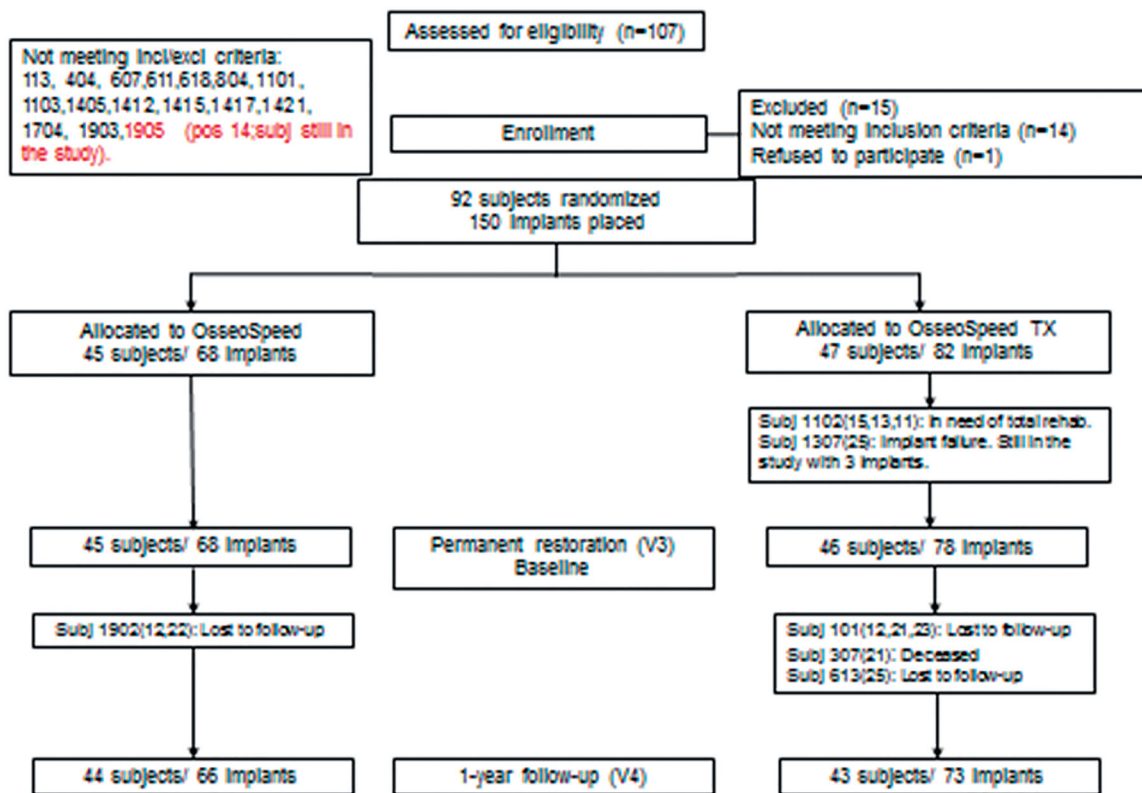 Assessed for eligibility (n=107)
Not meeting incl/excl criteria:
113, 404, 607,611,618,804,1101,
1103,1405,1412,1415,1417,1421,
1704, 1903,1905 (pos 14;subj still in
the study).
Enrollment
Excluded (n=15)
Not meeting inclusion criteria (n=14)
Refused to participate (n=1)
92 subjects randomized
150 implants placed
Allocated to OsseoSpeed
45 subjects/ 68 implants
Allocated to OsseoSpeed TX
47 subjects/ 82 implants
Subj 1102(15,13,11): In need of total rehab.
Subj 1307(25): Implant failure. Still in the
study with 3 implants.
45 subjects/ 68 implants
Permanent restoration (V3)
Baseline
46 subjects/ 78 implants
Subj 1902(12,22): Lost to follow-up
Subj 101(12,21,23): Lost to follow-up
Subj 307(21): Deceased
Subj 613(25): Lost to follow-up
44 subjects/ 66 implants
1-year follow-up (V4)
43 subjects/ 73 implants